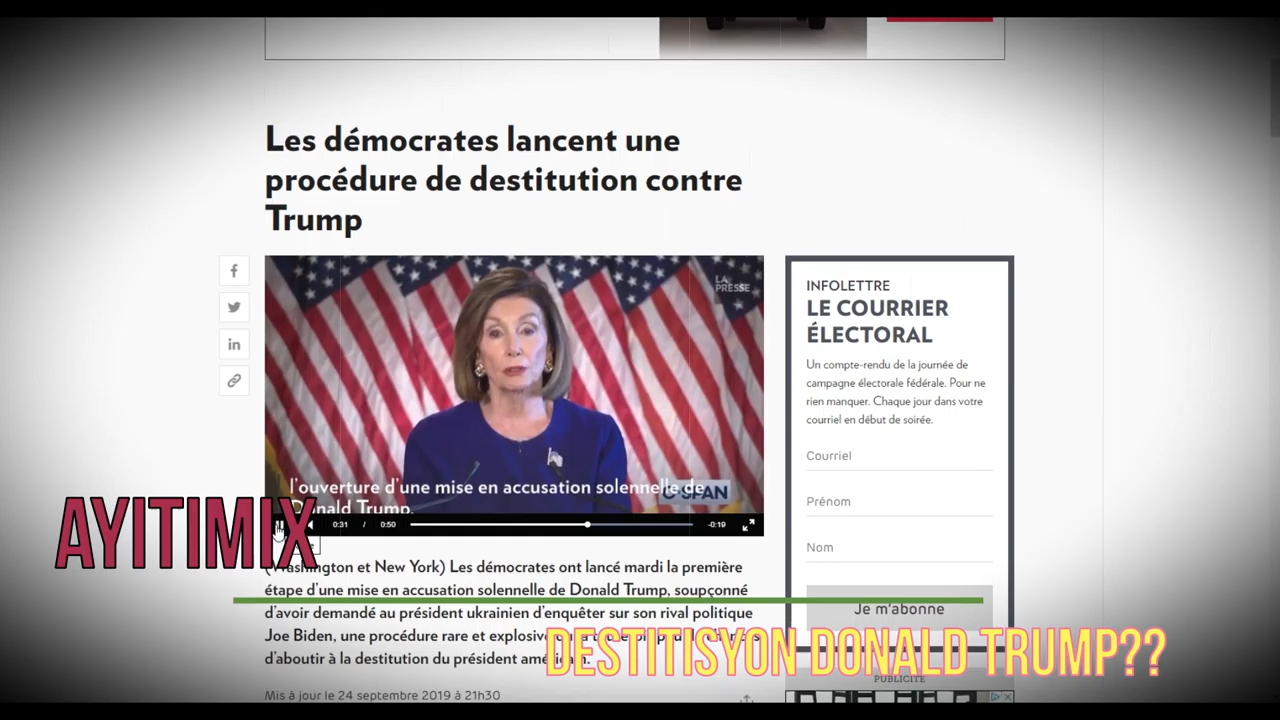 Les démocrates lancent une
procédure de destitution contre
Trump
LA
PRESSE
l'ouverture d'une mise en accusation solennelle de
Donald Trump.
C-SPAN
0:31 / 0:50
-0:19
(Washington et New York) Les démocrates ont lancé mardi la première
étape d'une mise en accusation solennelle de Donald Trump, soupçonné
d'avoir demandé au président ukrainien d'enquêter sur son rival politique
Joe Biden, une procédure rare et explosive
d'aboutir à la destitution du président américain.
Mis à jour le 24 septembre 2019 à 21h30
INFOLETTRE
LE COURRIER
ÉLECTORAL
Un compte-rendu de la journée de
campagne électorale fédérale. Pour ne
rien manquer. Chaque jour dans votre
courriel en début de soirée.
Courriel
Prénom
Nom
Je m'abonne
PUBLICITÉ
AYITIMIX
DESTITISYON DONALD TRUMP??